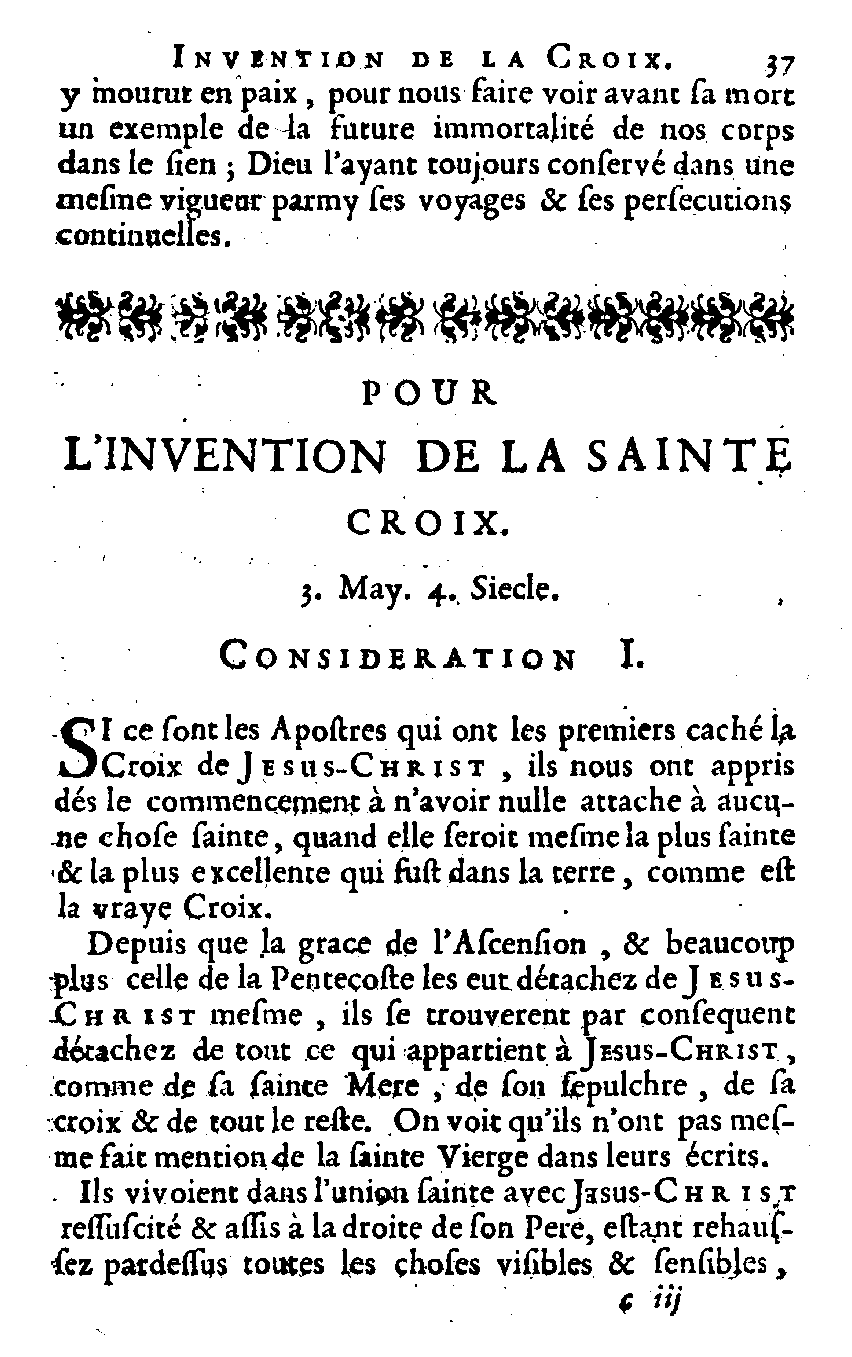 INVENTION DE LA CROIX. 37
y mourut en paix, pour nous faire voir avant ſa mort
un exemple de la future immortalité de nos corps
dans le ſien ; Dieu l'ayant toujours conſervé dans une
meſme vigueur parmy ſes voyages & ſes perſecutions
continuelles.
POUR
L'INVENTION DE LA SAINTE
CROIX.
3. May. 4. Siecle.
CONSIDERATION I.
SI ce ſont les Apoſtres qui ont les premiers caché la
Croix de JESUS-CHRIST, ils nous ont appris
dés le commencement à n'avoir nulle attache à aucu-
ne choſe ſainte, quand elle ſeroit meſme la plus ſainte
& la plus excellente qui fuſt dans la terre, comme eſt
la vraye Croix.
Depuis que la grace de l'Aſcenſion, & beaucoup
plus celle de la Pentecoſte les eut détachez de JESUS-
CHRIST meſme, ils ſe trouverent par conſequent
détachez de tout ce qui appartient à JESUS-CHRIST,
comme de ſa ſainte Mere, de ſon ſepulchre, de ſa
croix & de tout le reſte. On voit qu'ils n'ont pas meſ-
me fait mention de la ſainte Vierge dans leurs écrits.
Ils vivoient dans l'union ſainte avec JESUS-CHRIST
reſſuſcité & aſſis à la droite de ſon Pere, eſtant rehauſ-
ſez pardeſſus toutes les choſes viſibles & ſenſibles,
c iij